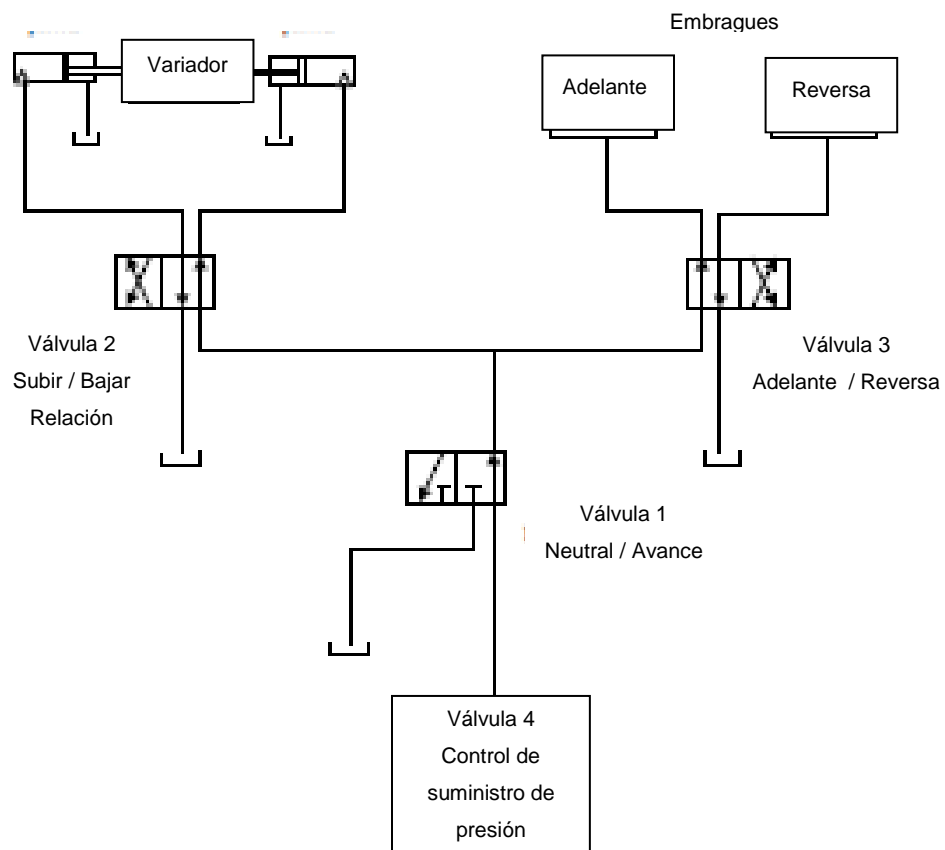 Embragues
Variador
Adelante
Reversa
Válvula 2
Subir / Bajar
Relación
Válvula 3
Adelante / Reversa
Válvula 1
Neutral / Avance
Válvula 4
Control de
suministro de
presión